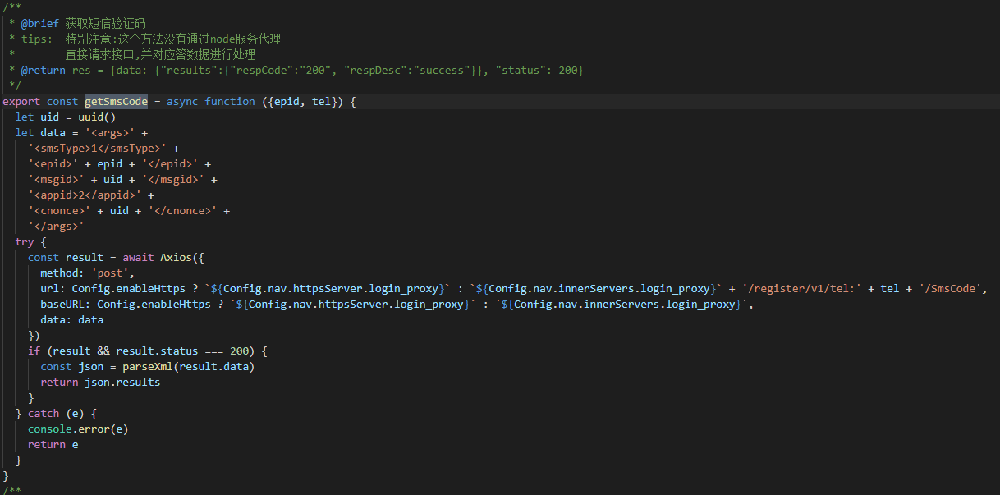 /**
 * @brief 获取短信验证码
 * tips:  特别注意:这个方法没有通过node服务代理
 *        直接请求接口,并对应答数据进行处理
 * @return res = {data: {"results":{"respCode":"200", "respDesc":"success"}}, "status": 200}
 */
export const getSmsCode = async function ({epid, tel}) {
  let uid = uuid()
  let data = '<args>' +
    '<smsType>1</smsType>' +
    '<epid>' + epid + '</epid>' +
    '<msgid>' + uid + '</msgid>' +
    '<appid>2</appid>' +
    '<cnonce>' + uid + '</cnonce>' +
    '</args>'
  try {
    const result = await Axios({
      method: 'post',
      url: Config.enableHttps ? `${Config.nav.httpsServer.login_proxy}` : `${Config.nav.innerServers.login_proxy}` + '/register/v1/tel:' + tel + '/SmsCode',
      baseURL: Config.enableHttps ? `${Config.nav.httpsServer.login_proxy}` : `${Config.nav.innerServers.login_proxy}`,
      data: data
    })
    if (result && result.status === 200) {
      const json = parseXml(result.data)
      return json.results
    }
  } catch (e) {
    console.error(e)
    return e
  }
}
/**